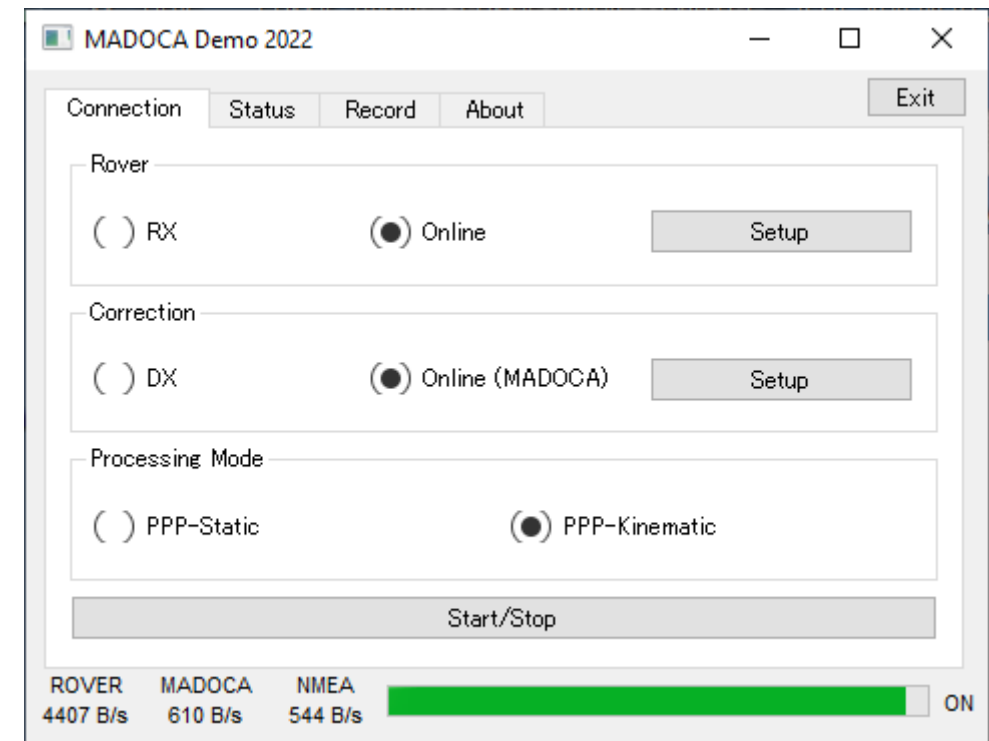 MADOCA Demo 2022
Exit
Connection Status Record About
Rover
RX Online Setup
Correction
DX Online (MADOCA) Setup
Processing Mode
PPP-Static PPP-Kinematic
Start/Stop
ROVER MADOCA NMEA
4407 B/s 610 B/s 544 B/s ON